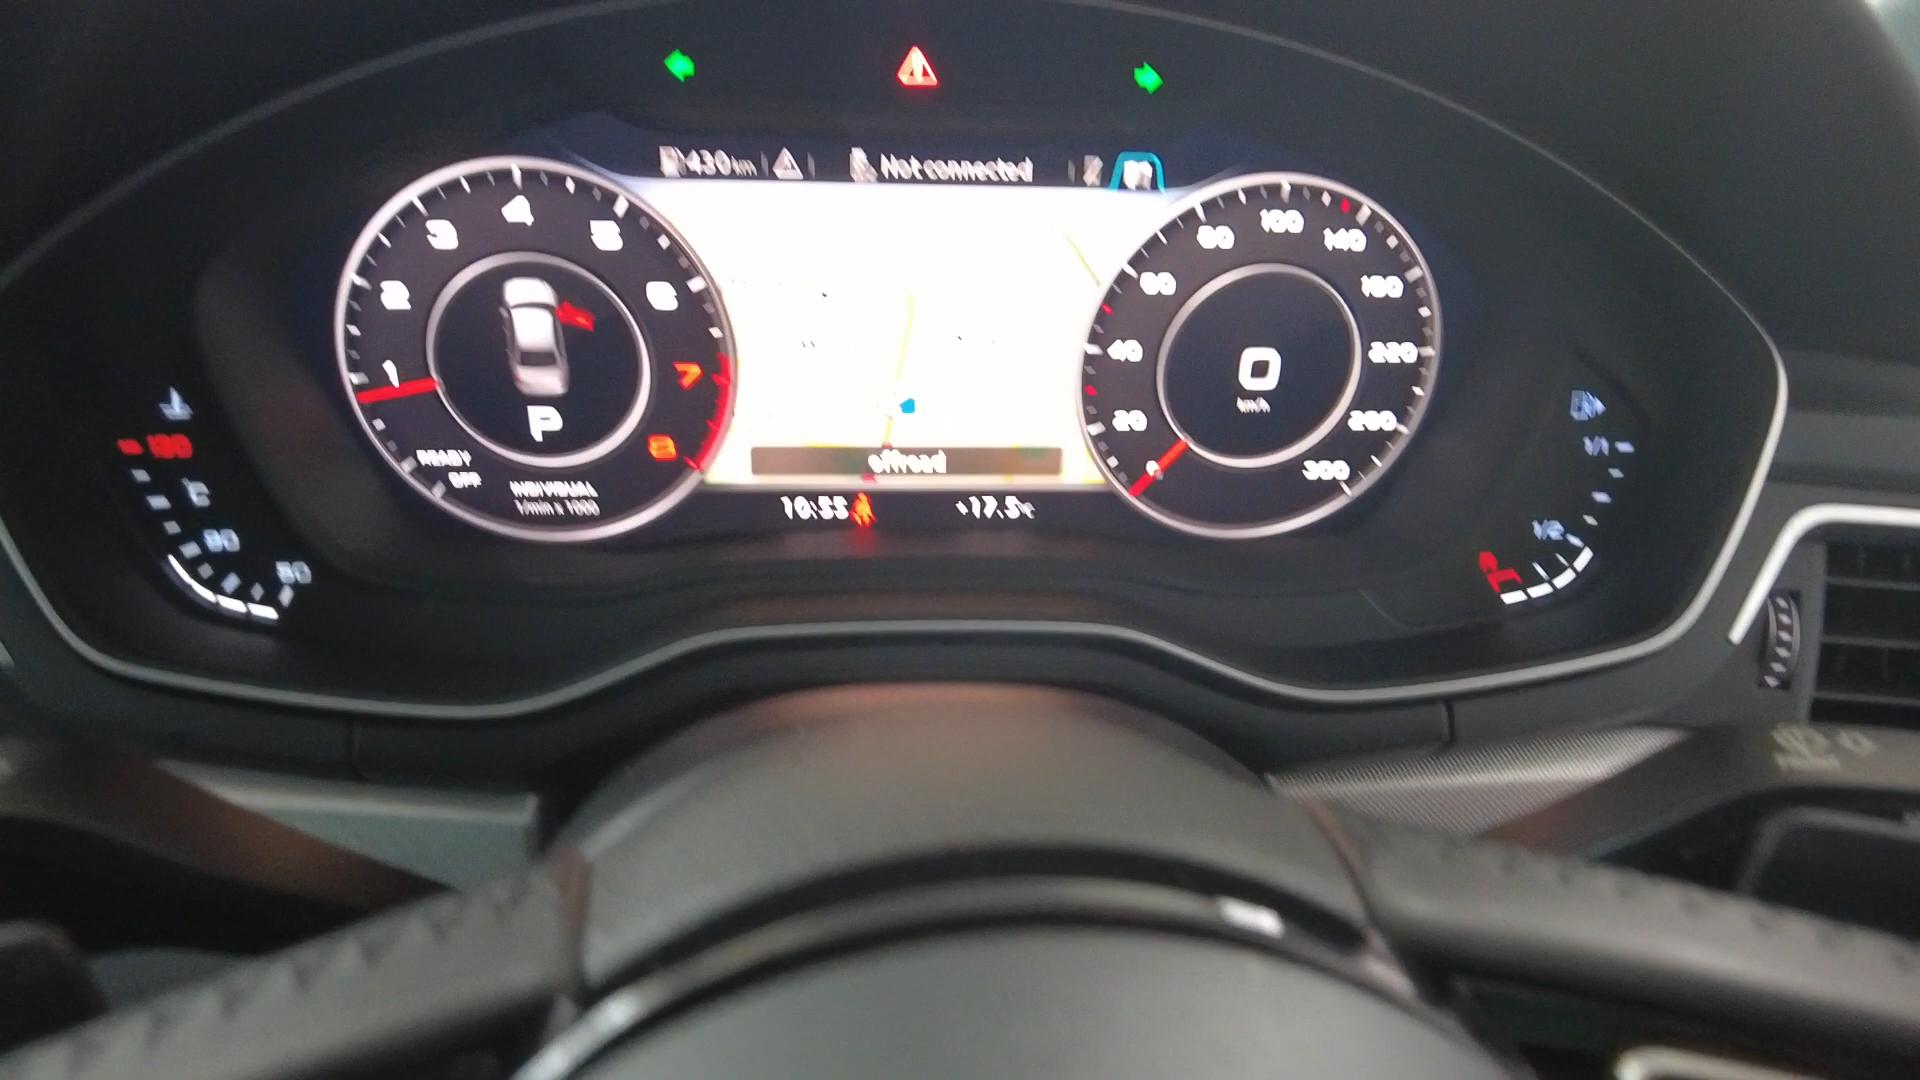 430 km
Not connected
1
2
3
4
5
6
7
8
P
READY
OFF
INDIVIDUAL
1/min x 1000
offroad
10:55
+17.5°C
0
20
40
60
80
100
140
180
220
260
300
0
km/h
130
°C
90
50
1/1
1/2
R